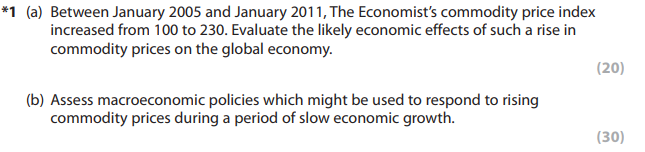 *1 (a) Between January 2005 and January 2011, The Economist's commodity price index
increased from 100 to 230. Evaluate the likely economic effects of such a rise in
commodity prices on the global economy.
(20)
(b) Assess macroeconomic policies which might be used to respond to rising
commodity prices during a period of slow economic growth.
(30)